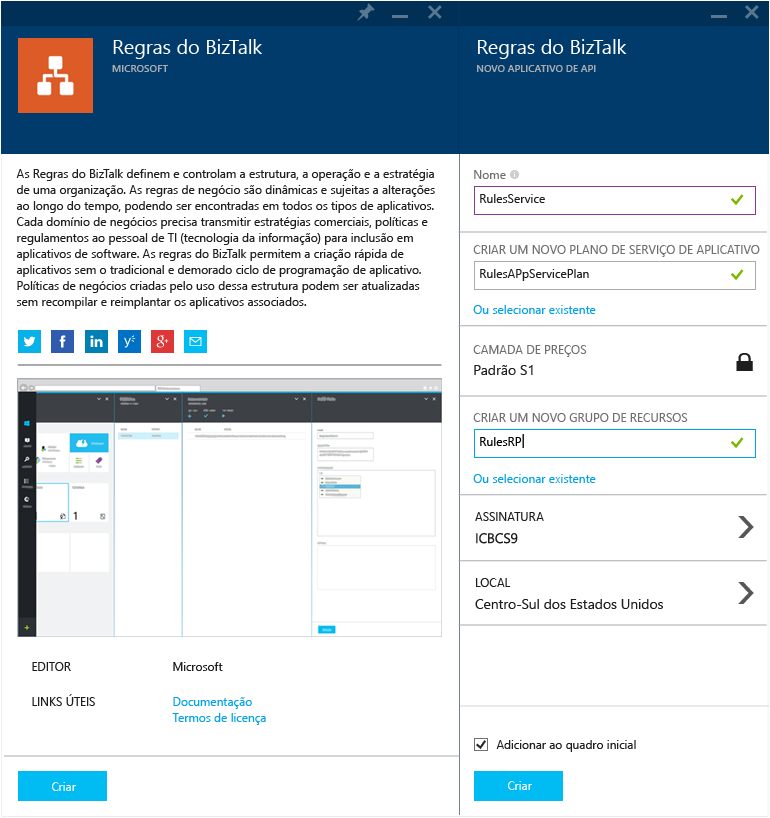 Regras do BizTalk
MICROSOFT
As Regras do BizTalk definem e controlam a estrutura, a operação e a estratégia
de uma organização. As regras de negócio são dinâmicas e sujeitas a alterações
ao longo do tempo, podendo ser encontradas em todos os tipos de aplicativos.
Cada domínio de negócios precisa transmitir estratégias comerciais, políticas e
regulamentos ao pessoal de TI (tecnologia da informação) para inclusão em
aplicativos de software. As regras do BizTalk permitem a criação rápida de
aplicativos sem o tradicional e demorado ciclo de programação de aplicativo.
Políticas de negócios criadas pelo uso dessa estrutura podem ser atualizadas
sem recompilar e reimplantar os aplicativos associados.
1
EDITOR Microsoft
LINKS ÚTEIS Documentação
Termos de licença
Criar
Regras do BizTalk
NOVO APLICATIVO DE API
Nome
RulesService
CRIAR UM NOVO PLANO DE SERVIÇO DE APLICATIVO
RulesAPpServicePlan
Ou selecionar existente
CAMADA DE PREÇOS
Padrão S1
CRIAR UM NOVO GRUPO DE RECURSOS
RulesRP
Ou selecionar existente
ASSINATURA
ICBCS9
LOCAL
Centro-Sul dos Estados Unidos
Adicionar ao quadro inicial
Criar